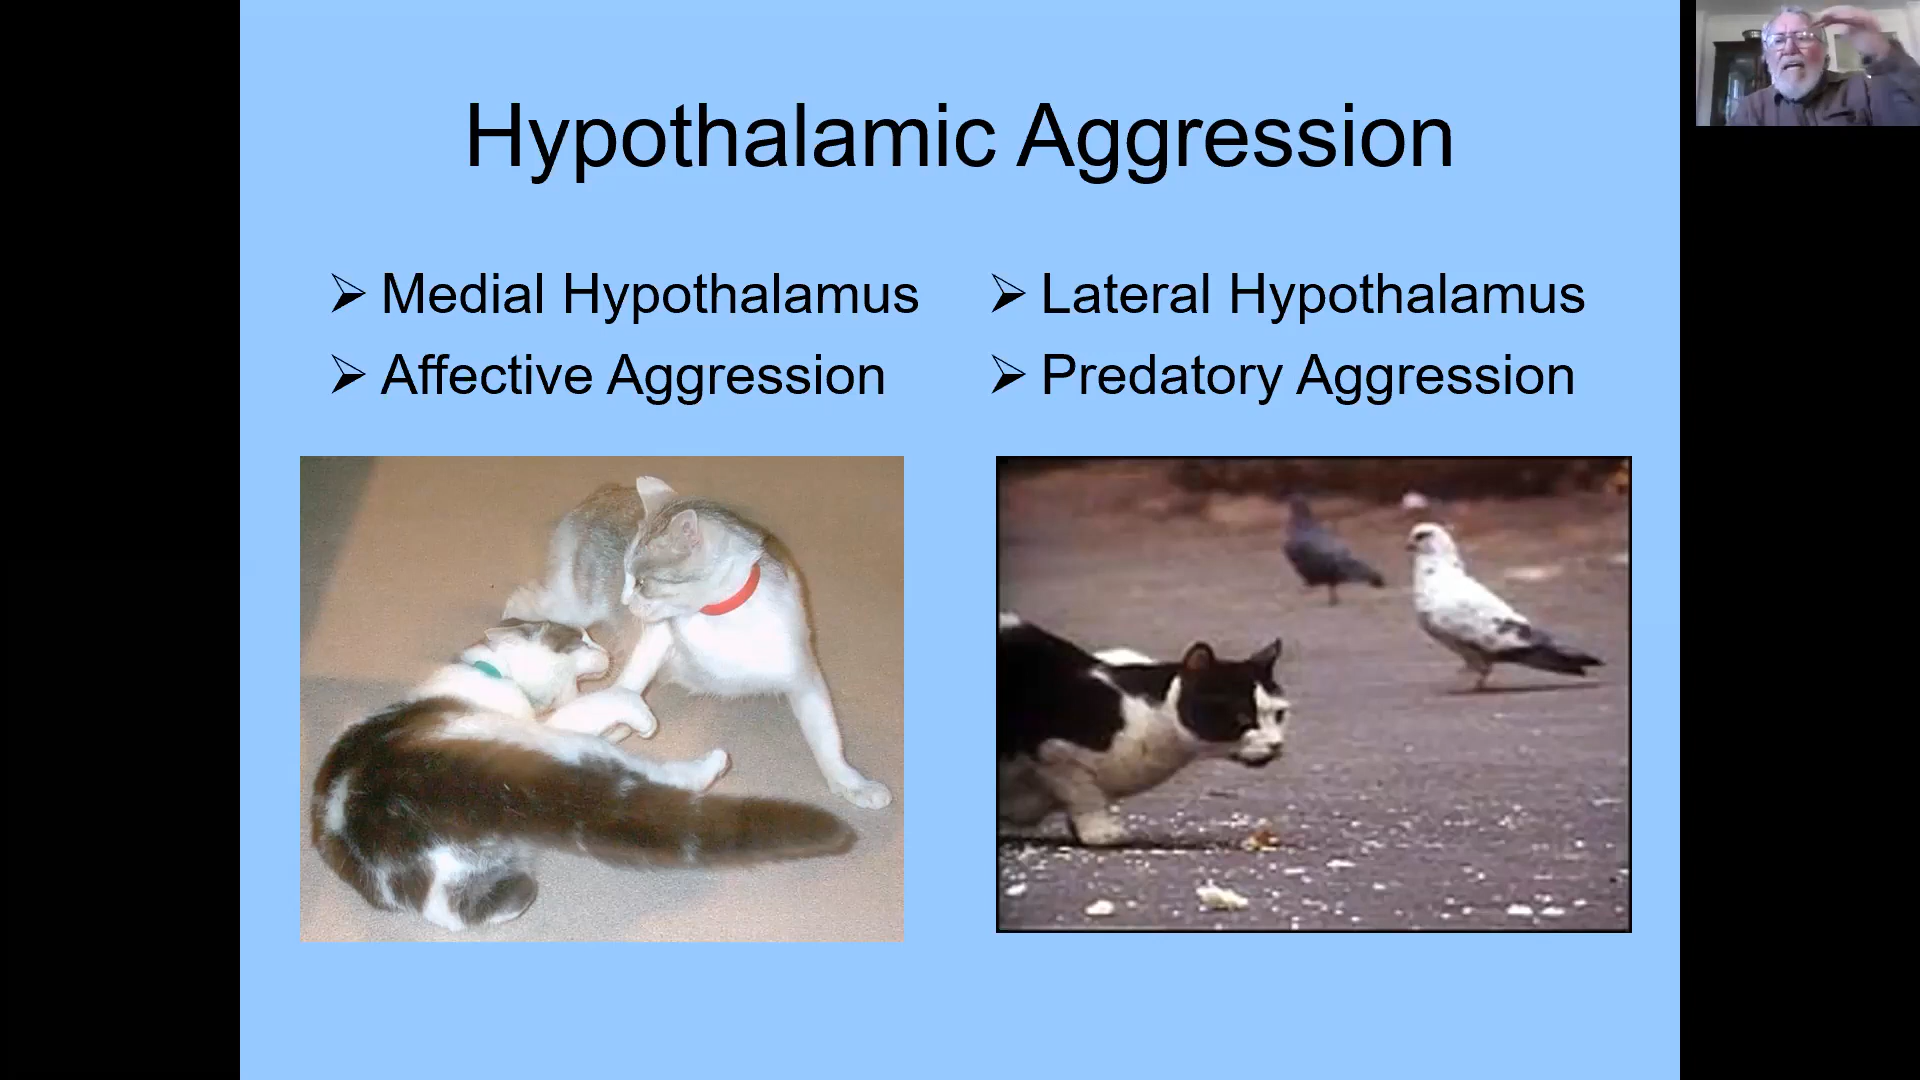 Hypothalamic Aggression
➢ Medial Hypothalamus
➢ Affective Aggression
➢ Lateral Hypothalamus
➢ Predatory Aggression